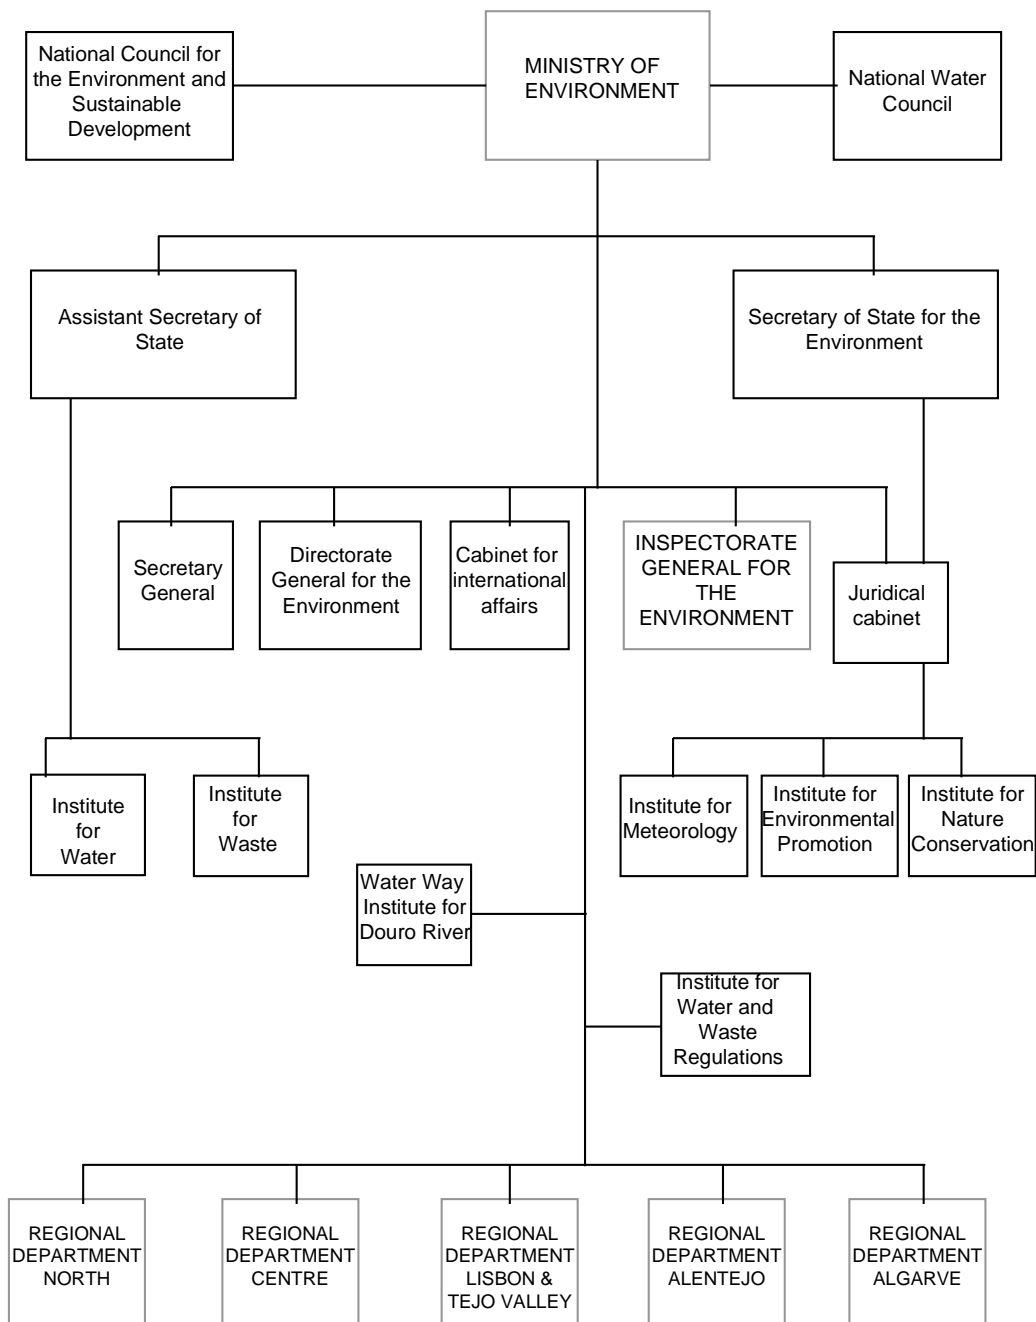 National Council for
the Environment and
Sustainable
Development
MINISTRY OF
ENVIRONMENT
National Water
Council
Assistant Secretary of
State
Secretary of State for the
Environment
Secretary
General
Directorate
General for the
Environment
Cabinet for
international
affairs
INSPECTORATE
GENERAL FOR
THE
ENVIRONMENT
Juridical
cabinet
Institute
for
Water
Institute
for
Waste
Institute for
Meteorology
Institute for
Environmental
Promotion
Institute for
Nature
Conservation
Water Way
Institute for
Douro River
Institute for
Water and
Waste
Regulations
REGIONAL
DEPARTMENT
NORTH
REGIONAL
DEPARTMENT
CENTRE
REGIONAL
DEPARTMENT
LISBON &
TEJO VALLEY
REGIONAL
DEPARTMENT
ALENTEJO
REGIONAL
DEPARTMENT
ALGARVE